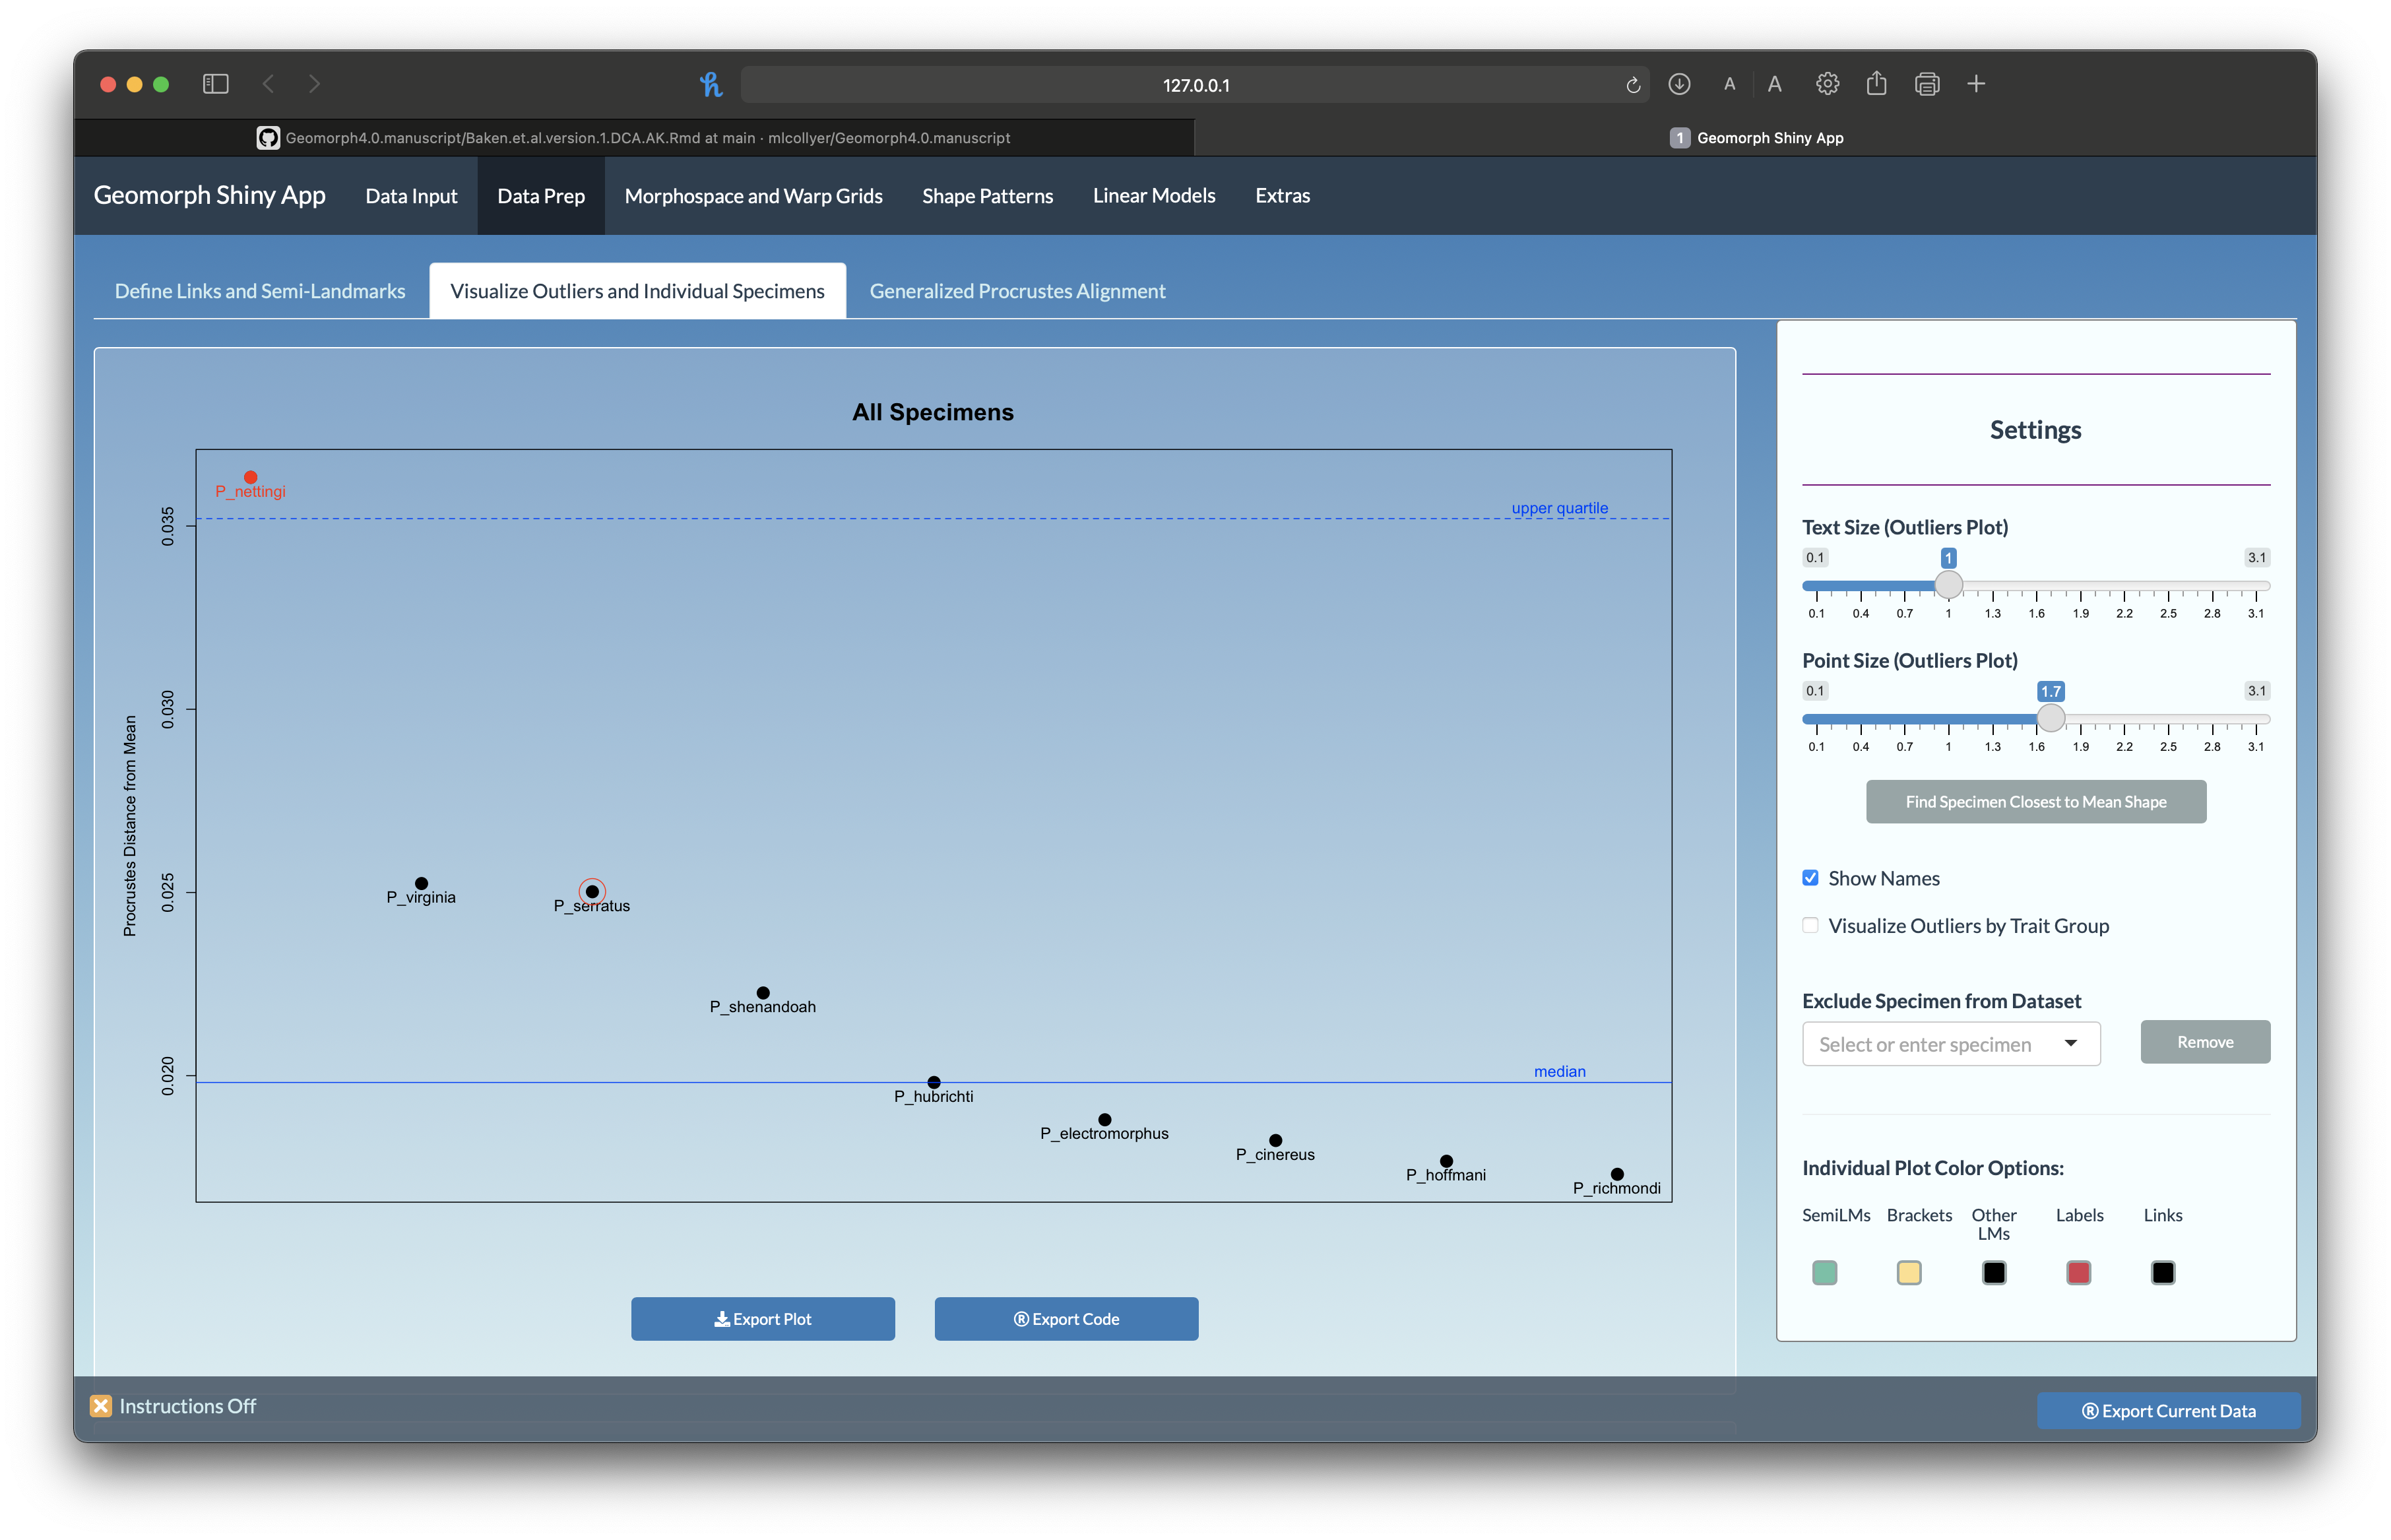 127.0.0.1
A A
Geomorph4.0.manuscript/Baken.et.al.version.1.DCA.AK.Rmd at main · mlcollyer/Geomorph4.0.manuscript
1 Geomorph Shiny App
Geomorph Shiny App Data Input Data Prep Morphospace and Warp Grids Shape Patterns Linear Models Extras
Define Links and Semi-Landmarks Visualize Outliers and Individual Specimens Generalized Procrustes Alignment
All Specimens
Procrustes Distance from Mean
0.035
0.030
0.025
0.020
P_nettingi
upper quartile
P_virginia
P_serratus
P_shenandoah
median
P_hubrichti
P_electromorphus
P_cinereus
P_hoffmani
P_richmondi
Export Plot
® Export Code
Settings
Text Size (Outliers Plot)
0.1 1 3.1
0.1 0.4 0.7 1 1.3 1.6 1.9 2.2 2.5 2.8 3.1
Point Size (Outliers Plot)
0.1 1.7 3.1
0.1 0.4 0.7 1 1.3 1.6 1.9 2.2 2.5 2.8 3.1
Find Specimen Closest to Mean Shape
Show Names
Visualize Outliers by Trait Group
Exclude Specimen from Dataset
Select or enter specimen
Remove
Individual Plot Color Options:
SemiLMs Brackets Other Labels Links
LMs
Instructions Off
® Export Current Data